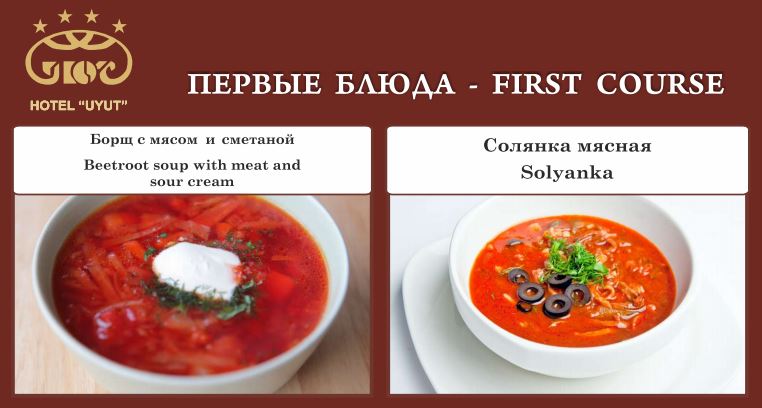 УЮТ
HOTEL "UYUT"
ПЕРВЫЕ БЛЮДА - FIRST COURSE
Борщ с мясом и сметаной
Beetroot soup with meat and
sour cream
Солянка мясная
Solyanka